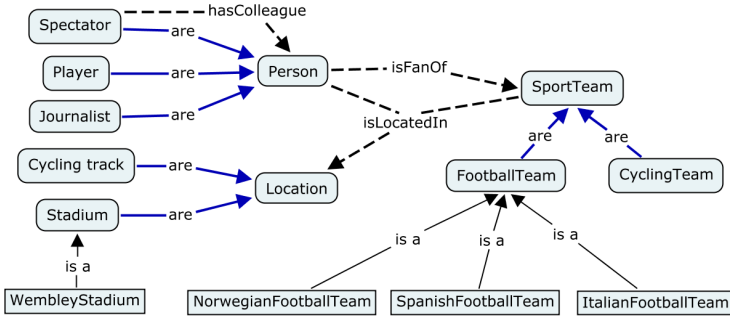 hasColleague
Spectator
are
Player
are
Person
isFanOf
SportTeam
Journalist
are
isLocatedIn
are
are
Cycling track
are
Location
FootballTeam
CyclingTeam
Stadium
are
is a
is a
is a
is a
WembleyStadium
NorwegianFootballTeam
SpanishFootballTeam
ItalianFootballTeam